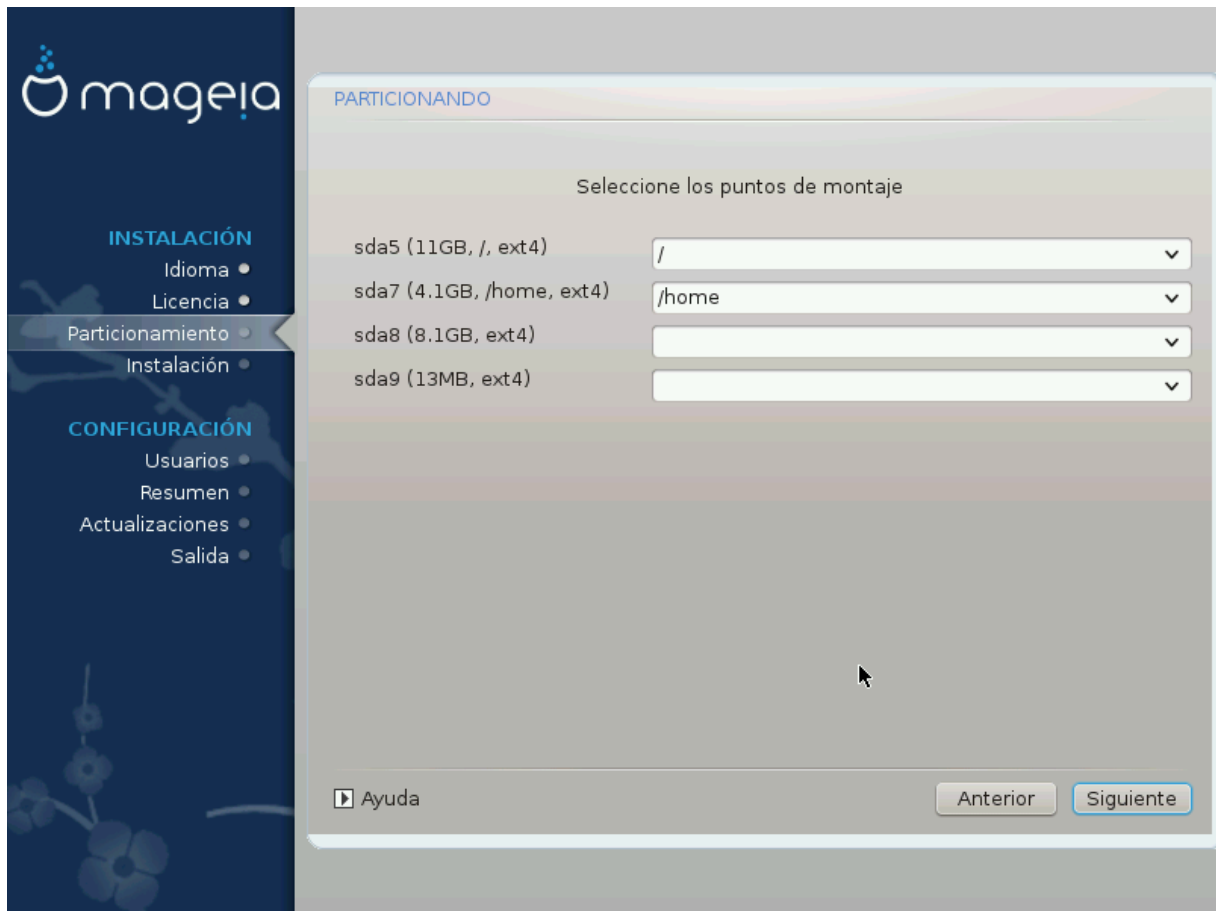 mageia
INSTALACIÓN
Idioma
Licencia
Particionamiento
Instalación
CONFIGURACIÓN
Usuarios
Resumen
Actualizaciones
Salida
PARTICIONANDO
Seleccione los puntos de montaje
sda5 (11GB, /, ext4) /
sda7 (4.1GB, /home, ext4) /home
sda8 (8.1GB, ext4)
sda9 (13MB, ext4)
Ayuda Anterior Siguiente